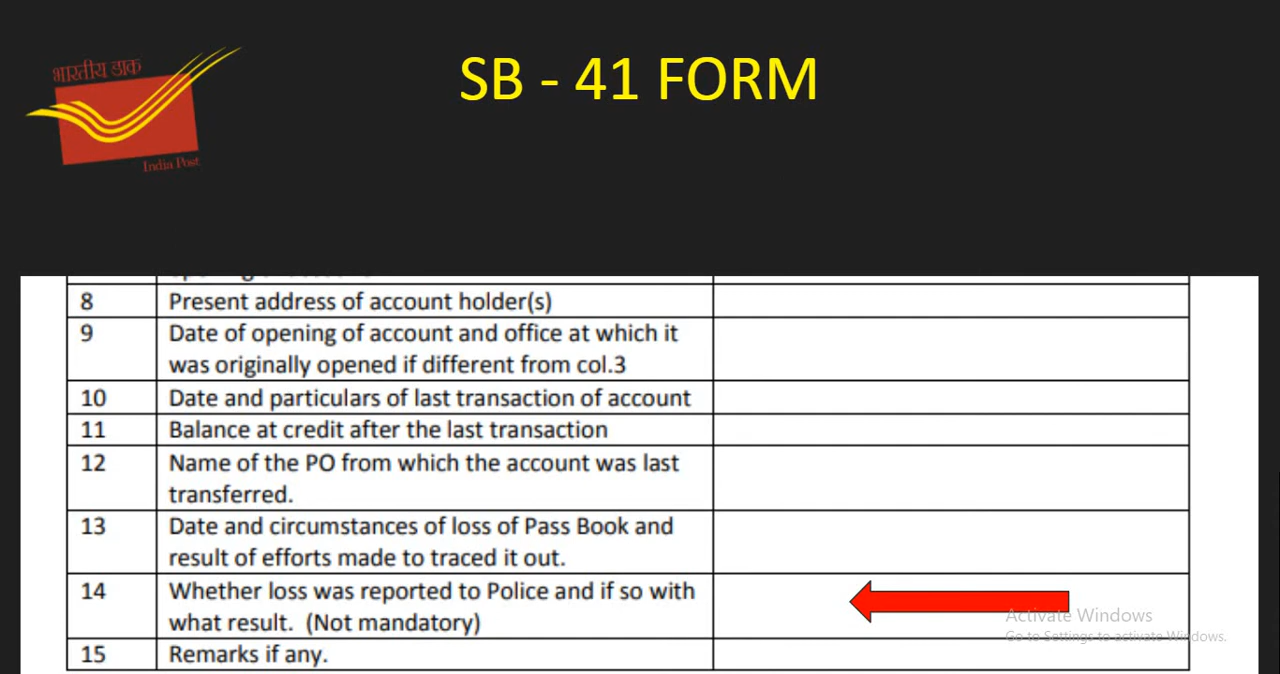 भारतीय डाक
India Post
SB - 41 FORM
8 Present address of account holder(s)
9 Date of opening of account and office at which it
was originally opened if different from col.3
10 Date and particulars of last transaction of account
11 Balance at credit after the last transaction
12 Name of the PO from which the account was last
transferred.
13 Date and circumstances of loss of Pass Book and
result of efforts made to traced it out.
14 Whether loss was reported to Police and if so with
what result. (Not mandatory)
15 Remarks if any.
Activate Windows
Go to Settings to activate Windows.